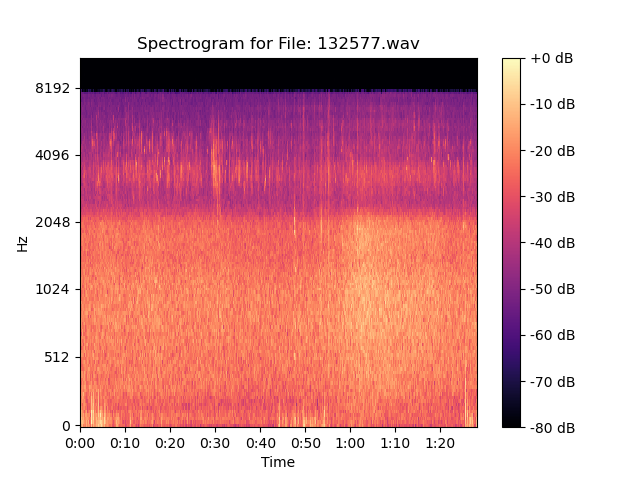 Spectrogram for File: 132577.wav
Hz
8192
4096
2048
1024
512
0
0:00 0:10 0:20 0:30 0:40 0:50 1:00 1:10 1:20
Time
+0 dB
-10 dB
-20 dB
-30 dB
-40 dB
-50 dB
-60 dB
-70 dB
-80 dB